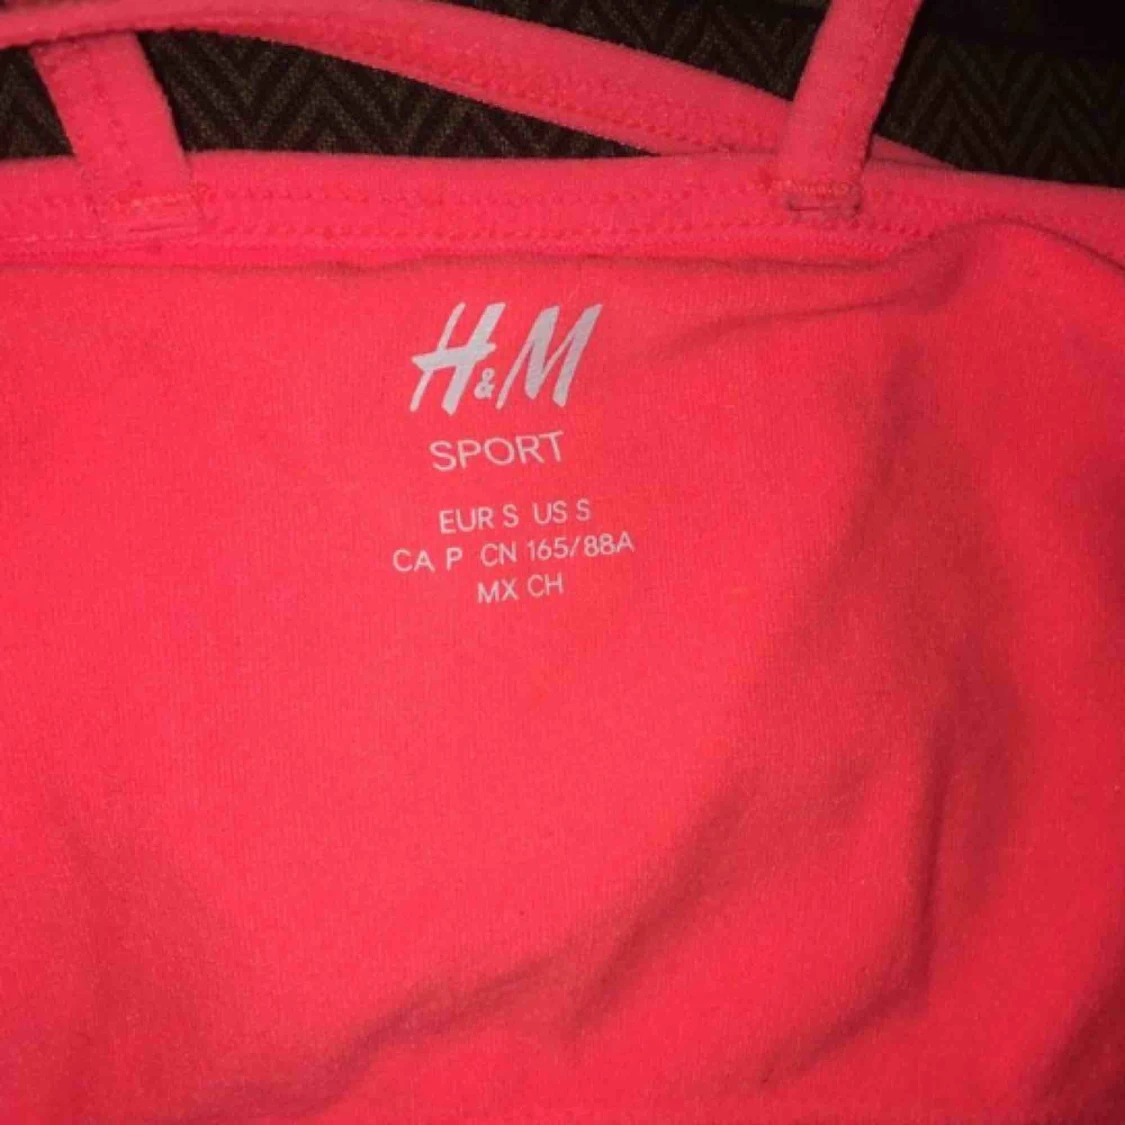 H&M
SPORT
EUR S US S
CA P CN 165/88A
MX CH